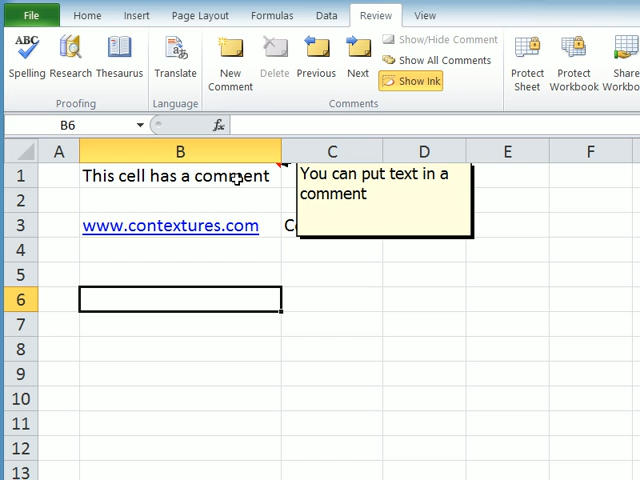 File Home Insert Page Layout Formulas Data Review View
ABC
Spelling Research Thesaurus Translate New Comment Delete Previous Next Show/Hide Comment
Show All Comments
Show Ink
Protect Sheet Protect Workbook
Proofing Language Comments
B6 fx
A B C D E F
1 This cell has a comment You can put text in a
comment
2
3 www.contextures.com
4
5
6
7
8
9
10
11
12
13